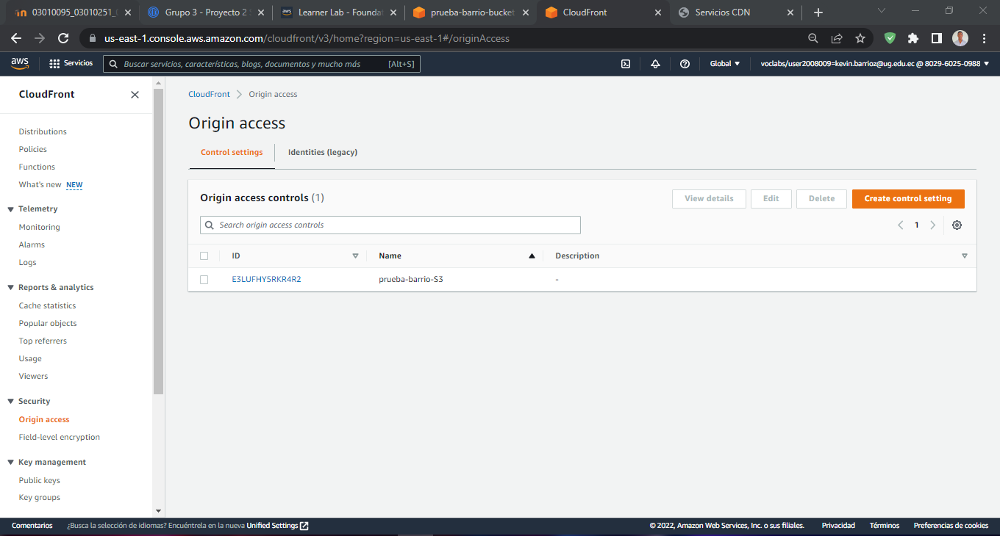 03010095_03010251_
Grupo 3 - Proyecto 2
Learner Lab - Founda
prueba-barrio-bucket
CloudFront
Servicios CDN
us-east-1.console.aws.amazon.com/cloudfront/v3/home?region=us-east-1#/originAccess
aws
Servicios
Buscar servicios, características, blogs, documentos y mucho más
[Alt+S]
Global
voclabs/user2008009=kevin.barrioz@ug.edu.ec @ 8029-6025-0988
CloudFront
Distributions
Policies
Functions
What's new NEW
Telemetry
Monitoring
Alarms
Logs
Reports & analytics
Cache statistics
Popular objects
Top referrers
Usage
Viewers
Security
Origin access
Field-level encryption
Key management
Public keys
Key groups
CloudFront > Origin access
Origin access
Control settings
Identities (legacy)
Origin access controls (1)
View details
Edit
Delete
Create control setting
Search origin access controls
1
ID
Name
Description
E3LUFHY5RKR4R2
prueba-barrio-S3
-
Comentarios
¿Busca la selección de idiomas? Encuéntrela en la nueva Unified Settings
© 2022, Amazon Web Services, Inc. o sus filiales.
Privacidad
Términos
Preferencias de cookies